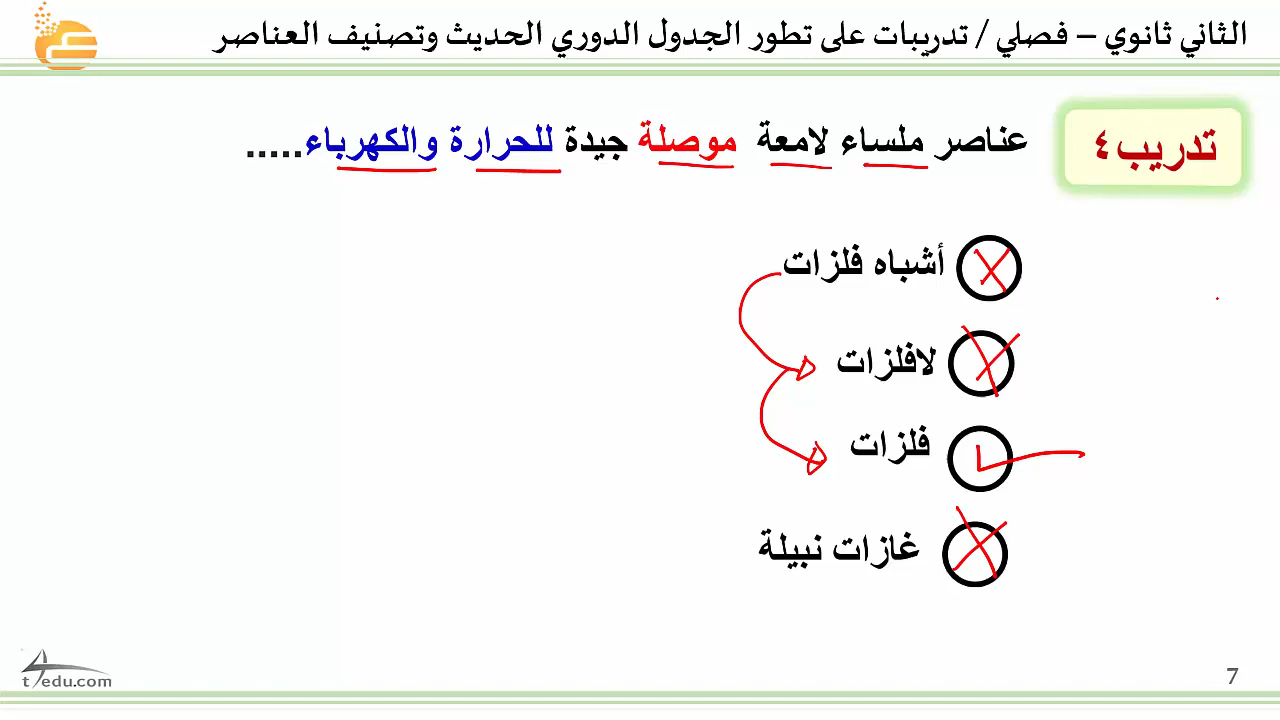 الثاني ثانوي – فصلي / تدريبات على تطور الجدول الدوري الحديث وتصنيف العناصر
تدريب ٤
عناصر ملساء لامعة موصلة جيدة للحرارة والكهرباء.....
أشباه فلزات
لافلزات
فلزات
غازات نبيلة
t4edu.com
7